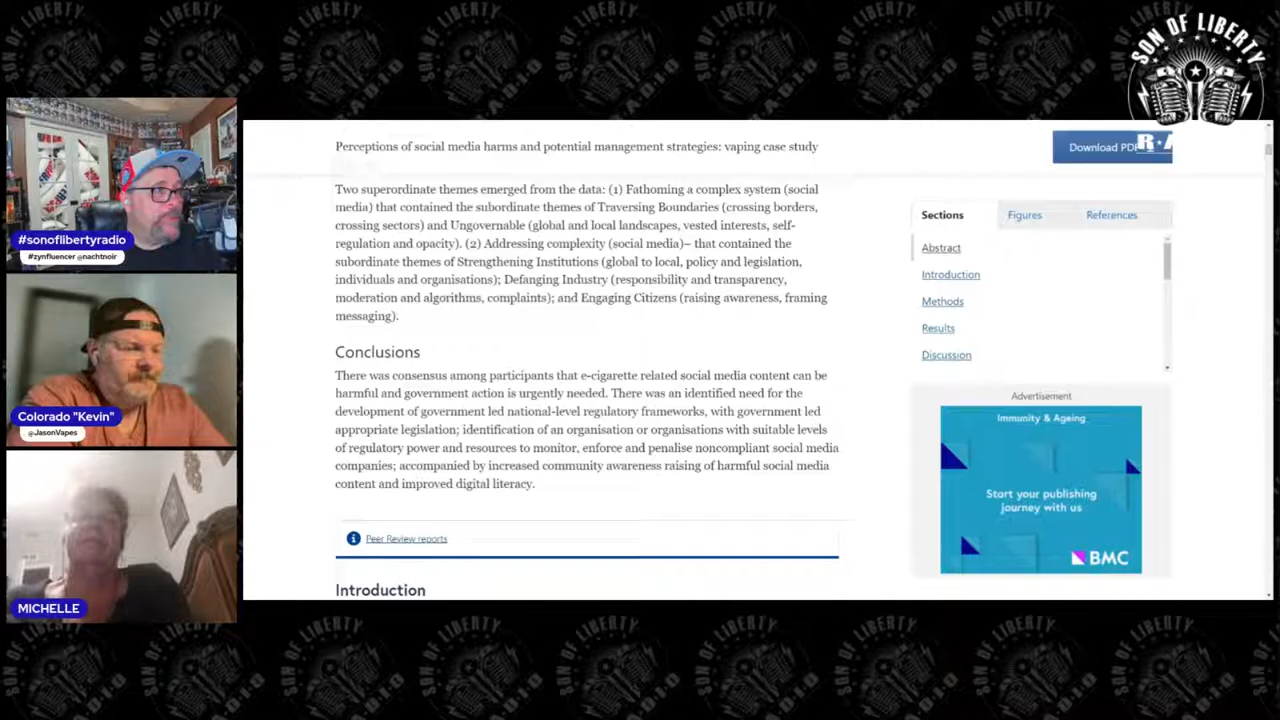 SON OF LIBERTY
R★A
#sonoflibertyradio
#zynfluencer @nachtnoir
Colorado "Kevin"
@JasonVapes
MICHELLE
Perceptions of social media harms and potential management strategies: vaping case study
Download PDF
Two superordinate themes emerged from the data: (1) Fathoming a complex system (social
media) that contained the subordinate themes of Traversing Boundaries (crossing borders,
crossing sectors) and Ungovernable (global and local landscapes, vested interests, self-
regulation and opacity). (2) Addressing complexity (social media)– that contained the
subordinate themes of Strengthening Institutions (global to local, policy and legislation,
individuals and organisations); Defanging Industry (responsibility and transparency,
moderation and algorithms, complaints); and Engaging Citizens (raising awareness, framing
messaging).
Conclusions
There was consensus among participants that e-cigarette related social media content can be
harmful and government action is urgently needed. There was an identified need for the
development of government led national-level regulatory frameworks, with government led
appropriate legislation; identification of an organisation or organisations with suitable levels
of regulatory power and resources to monitor, enforce and penalise noncompliant social media
companies; accompanied by increased community awareness raising of harmful social media
content and improved digital literacy.
Peer Review reports
Introduction
Sections
Figures
References
Abstract
Introduction
Methods
Results
Discussion
Advertisement
Immunity & Ageing
Start your publishing
journey with us
BMC